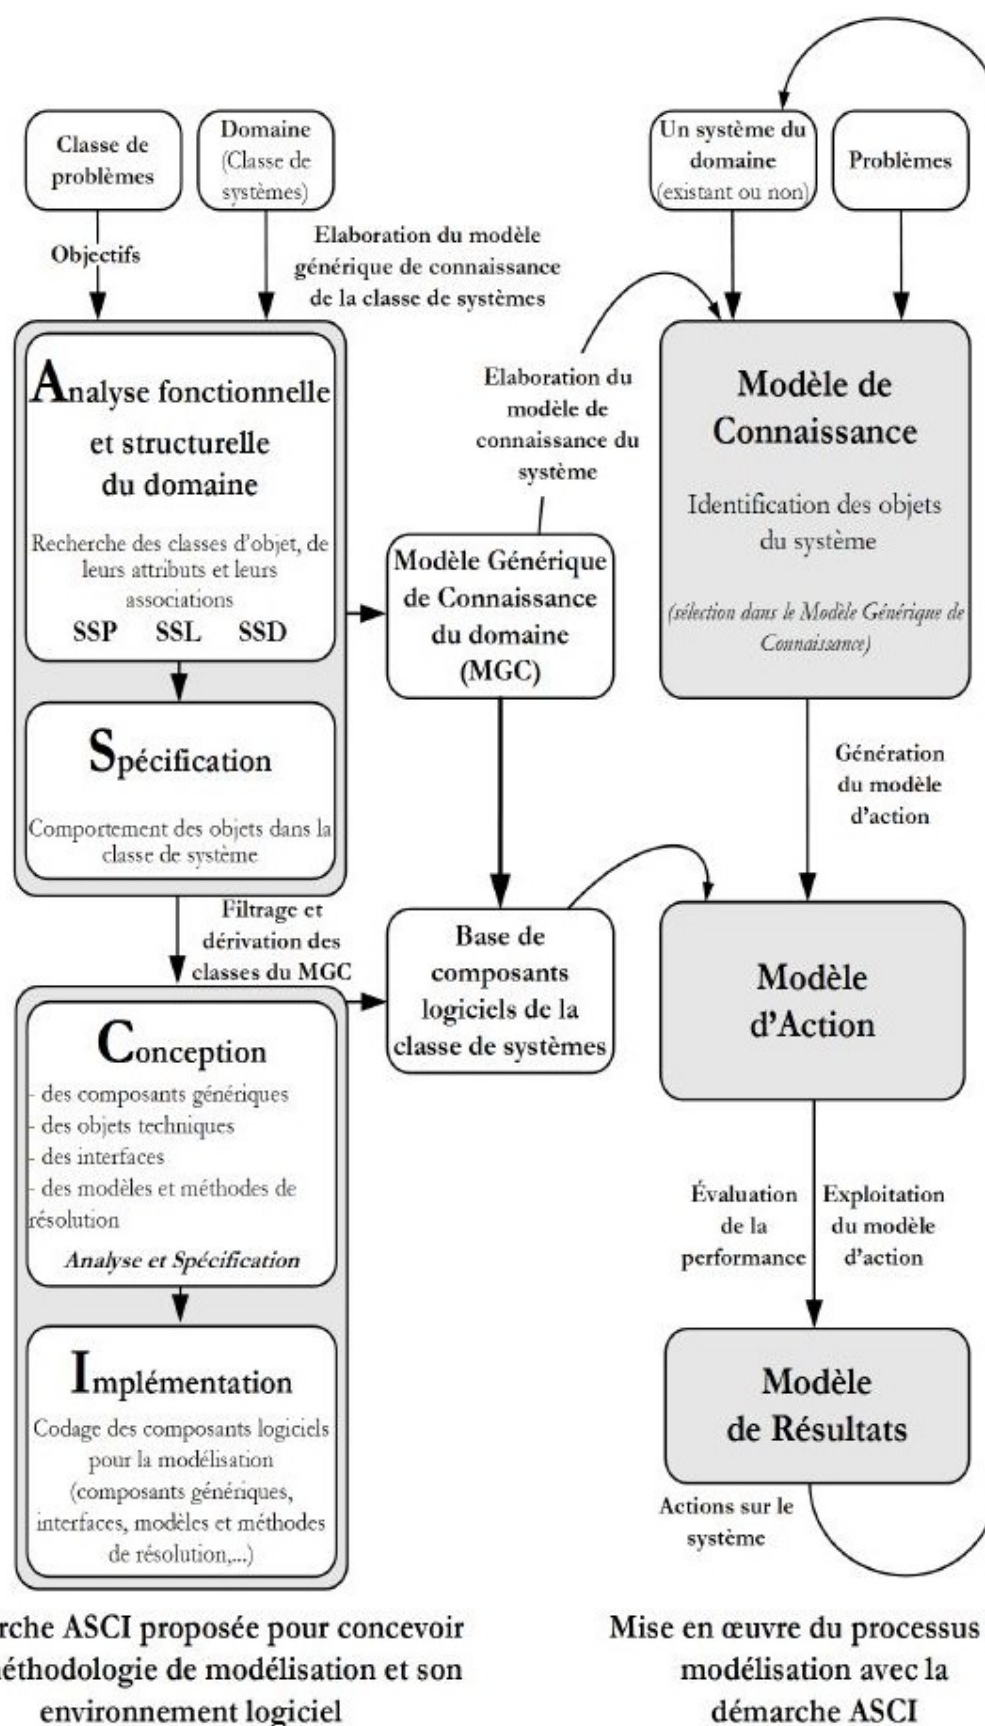 Classe de
problèmes
Domaine
(Classe de
systèmes)
Objectifs
Elaboration du modèle
générique de connaissance
de la classe de systèmes
Analyse fonctionnelle
et structurelle
du domaine
Recherche des classes d'objet, de
leurs attributs et leurs
associations
SSP SSL SSD
Spécification
Comportement des objets dans la
classe de système
Filtrage et
dérivation des
classes du MGC
Conception
- des composants génériques
- des objets techniques
- des interfaces
- des modèles et méthodes de
résolution
Analyse et Spécification
Implémentation
Codage des composants logiciels
pour la modélisation
(composants génériques,
interfaces, modèles et méthodes
de résolution,...)
Elaboration du
modèle de
connaissance du
système
Modèle Générique
de Connaissance
du domaine
(MGC)
Base de
composants
logiciels de la
classe de systèmes
Un système du
domaine
(existant ou non)
Problèmes
Modèle de
Connaissance
Identification des objets
du système
(sélection dans le Modèle Générique de
Connaissance)
Génération
du modèle
d'action
Modèle
d'Action
Évaluation
de la
performance
Exploitation
du modèle
d'action
Modèle
de Résultats
Actions sur le
système
rche ASCI proposée pour concevoir
éthodologie de modélisation et son
environnement logiciel
Mise en œuvre du processus
modélisation avec la
démarche ASCI